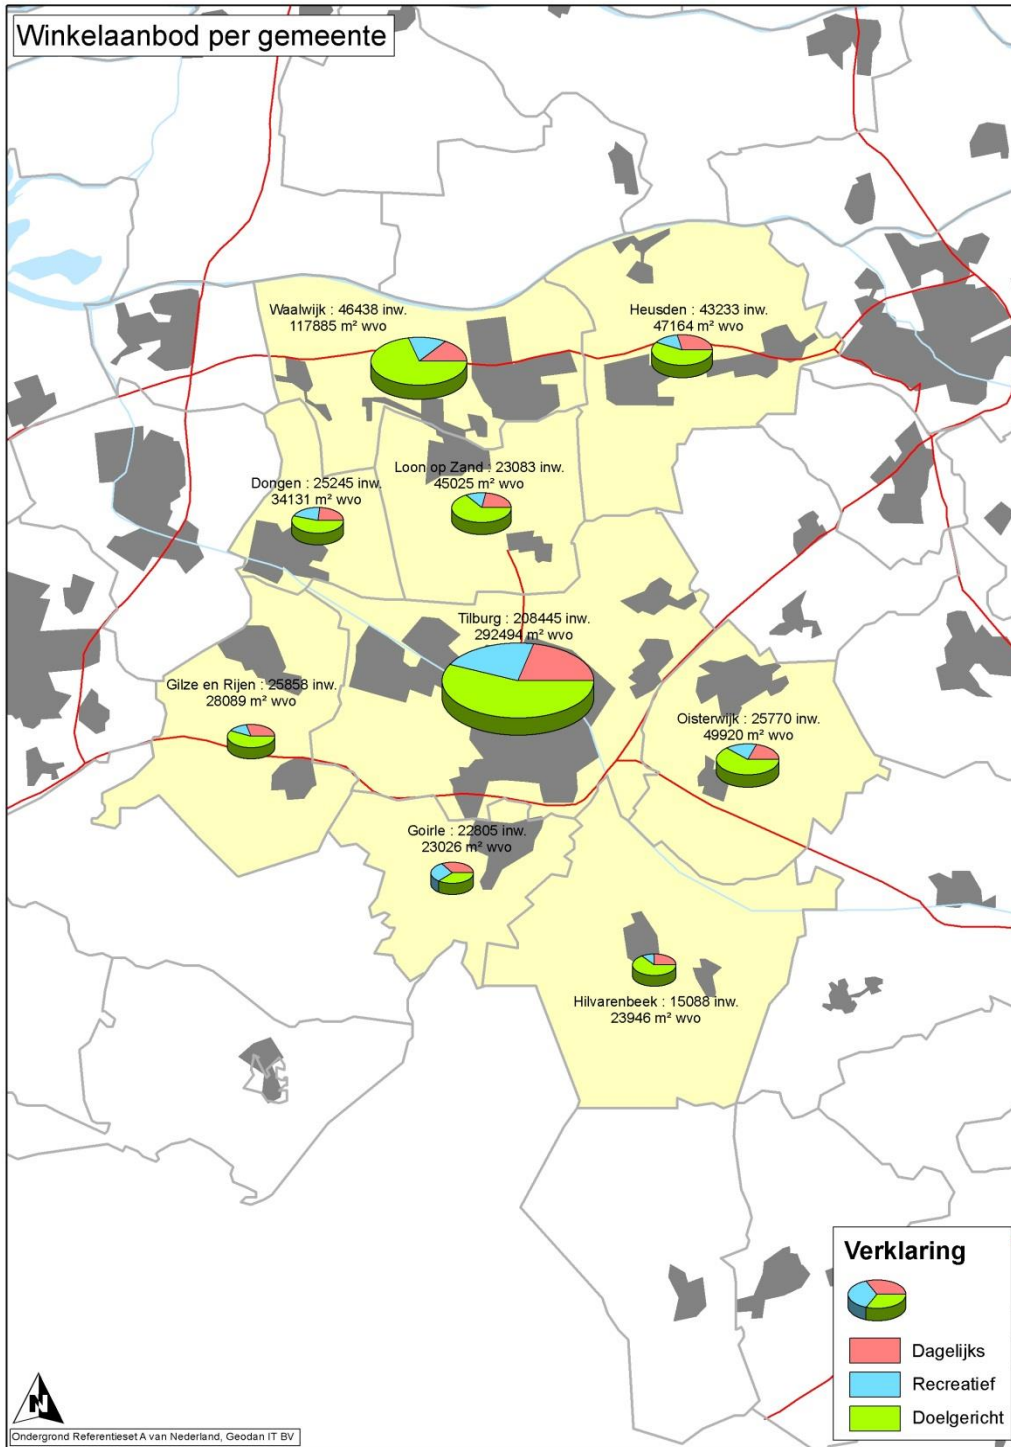 Winkelaanbod per gemeente
Waalwijk : 46438 inw.
117885 m² wvo
Heusden : 43233 inw.
47164 m² wvo
Loon op Zand : 23083 inw.
45025 m² wvo
Dongen : 25245 inw.
34131 m² wvo
Tilburg : 208445 inw.
292494 m² wvo
Gilze en Rijen : 25858 inw.
28089 m² wvo
Oisterwijk : 25770 inw.
49920 m² wvo
Goirle : 22805 inw.
23026 m² wvo
Hilvarenbeek : 15088 inw.
23946 m² wvo
Verklaring
Dagelijks
Recreatief
Doelgericht
N
Ondergrond Referentieset A van Nederland, Geodan IT BV